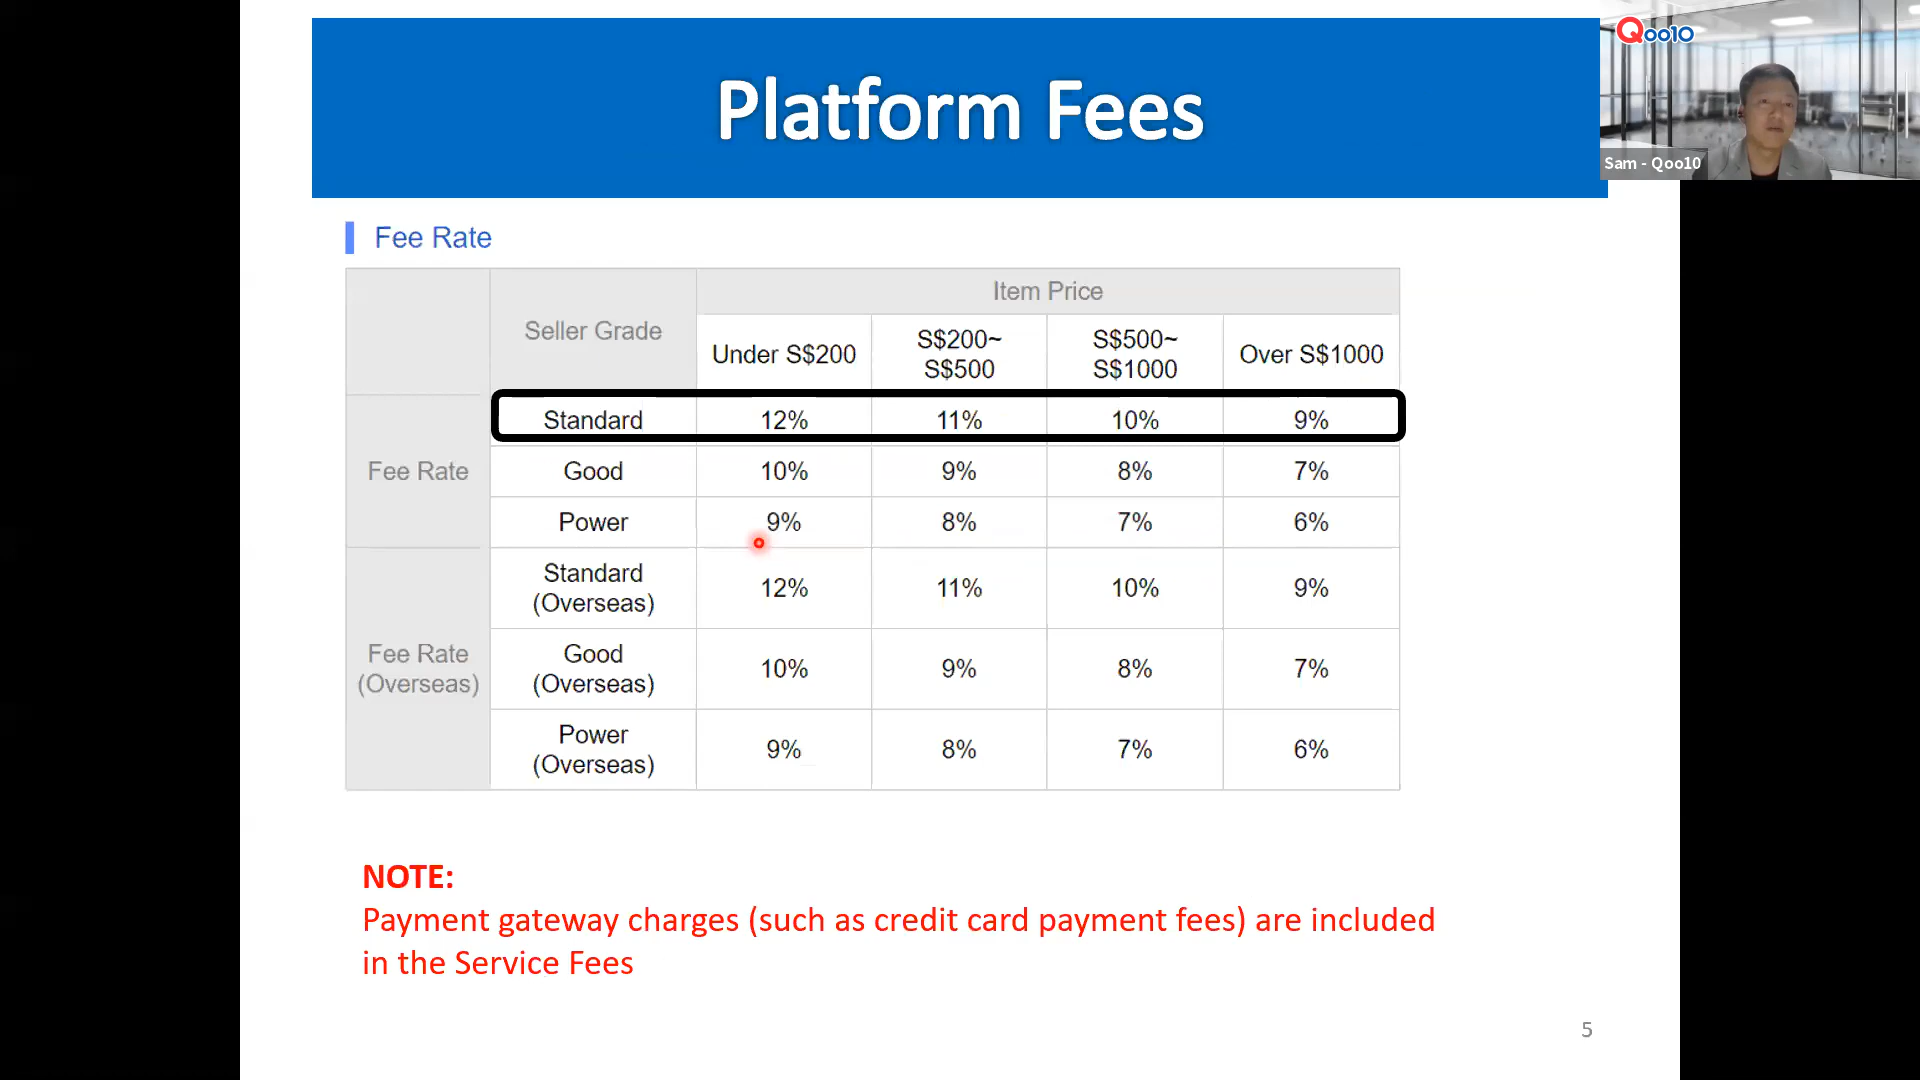 Platform Fees
Qoo10
Sam - Qoo10
Fee Rate
Seller Grade
Item Price
Under S$200
S$200~
S$500
S$500~
S$1000
Over S$1000
Fee Rate
Standard 12% 11% 10% 9%
Good 10% 9% 8% 7%
Power 9% 8% 7% 6%
Fee Rate
(Overseas)
Standard
(Overseas)
12% 11% 10% 9%
Good
(Overseas)
10% 9% 8% 7%
Power
(Overseas)
9% 8% 7% 6%
NOTE:
Payment gateway charges (such as credit card payment fees) are included
in the Service Fees
5